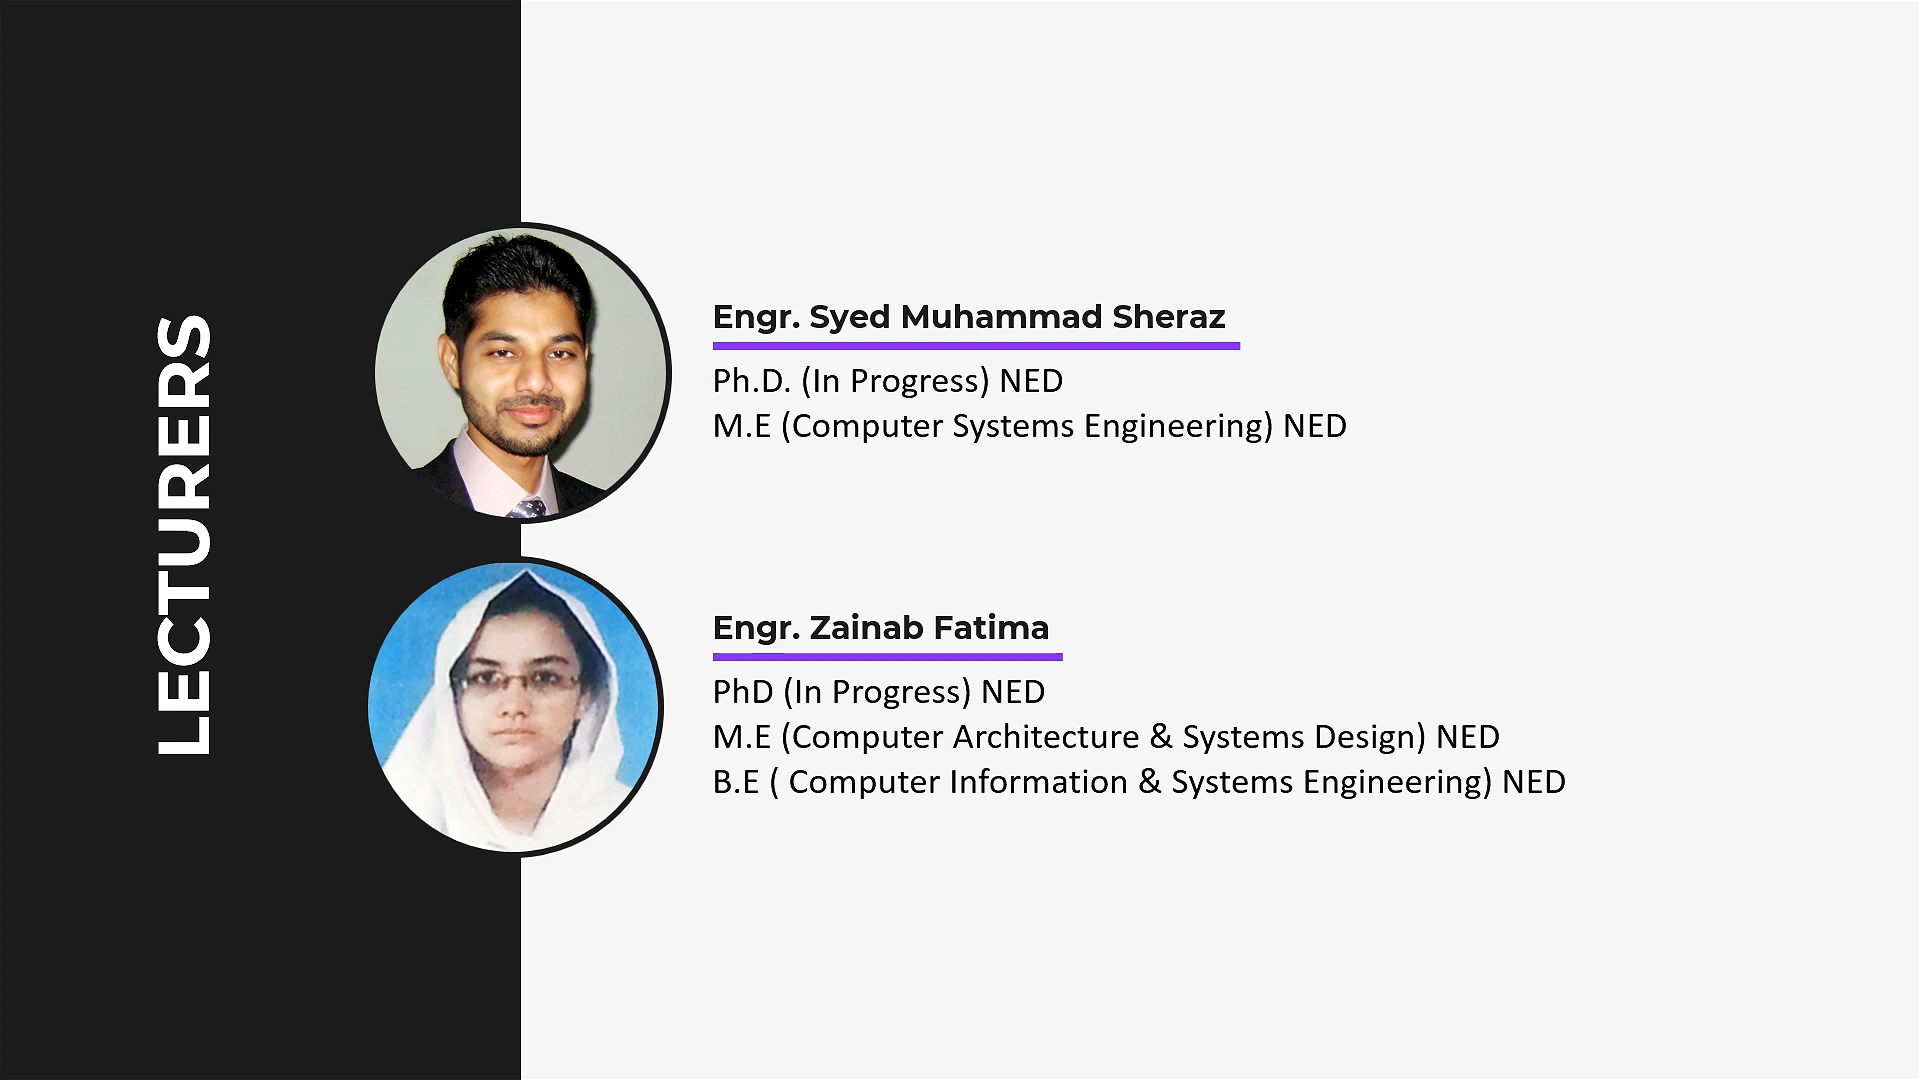 LECTURERS
Engr. Syed Muhammad Sheraz
Ph.D. (In Progress) NED
M.E (Computer Systems Engineering) NED
Engr. Zainab Fatima
PhD (In Progress) NED
M.E (Computer Architecture & Systems Design) NED
B.E ( Computer Information & Systems Engineering) NED